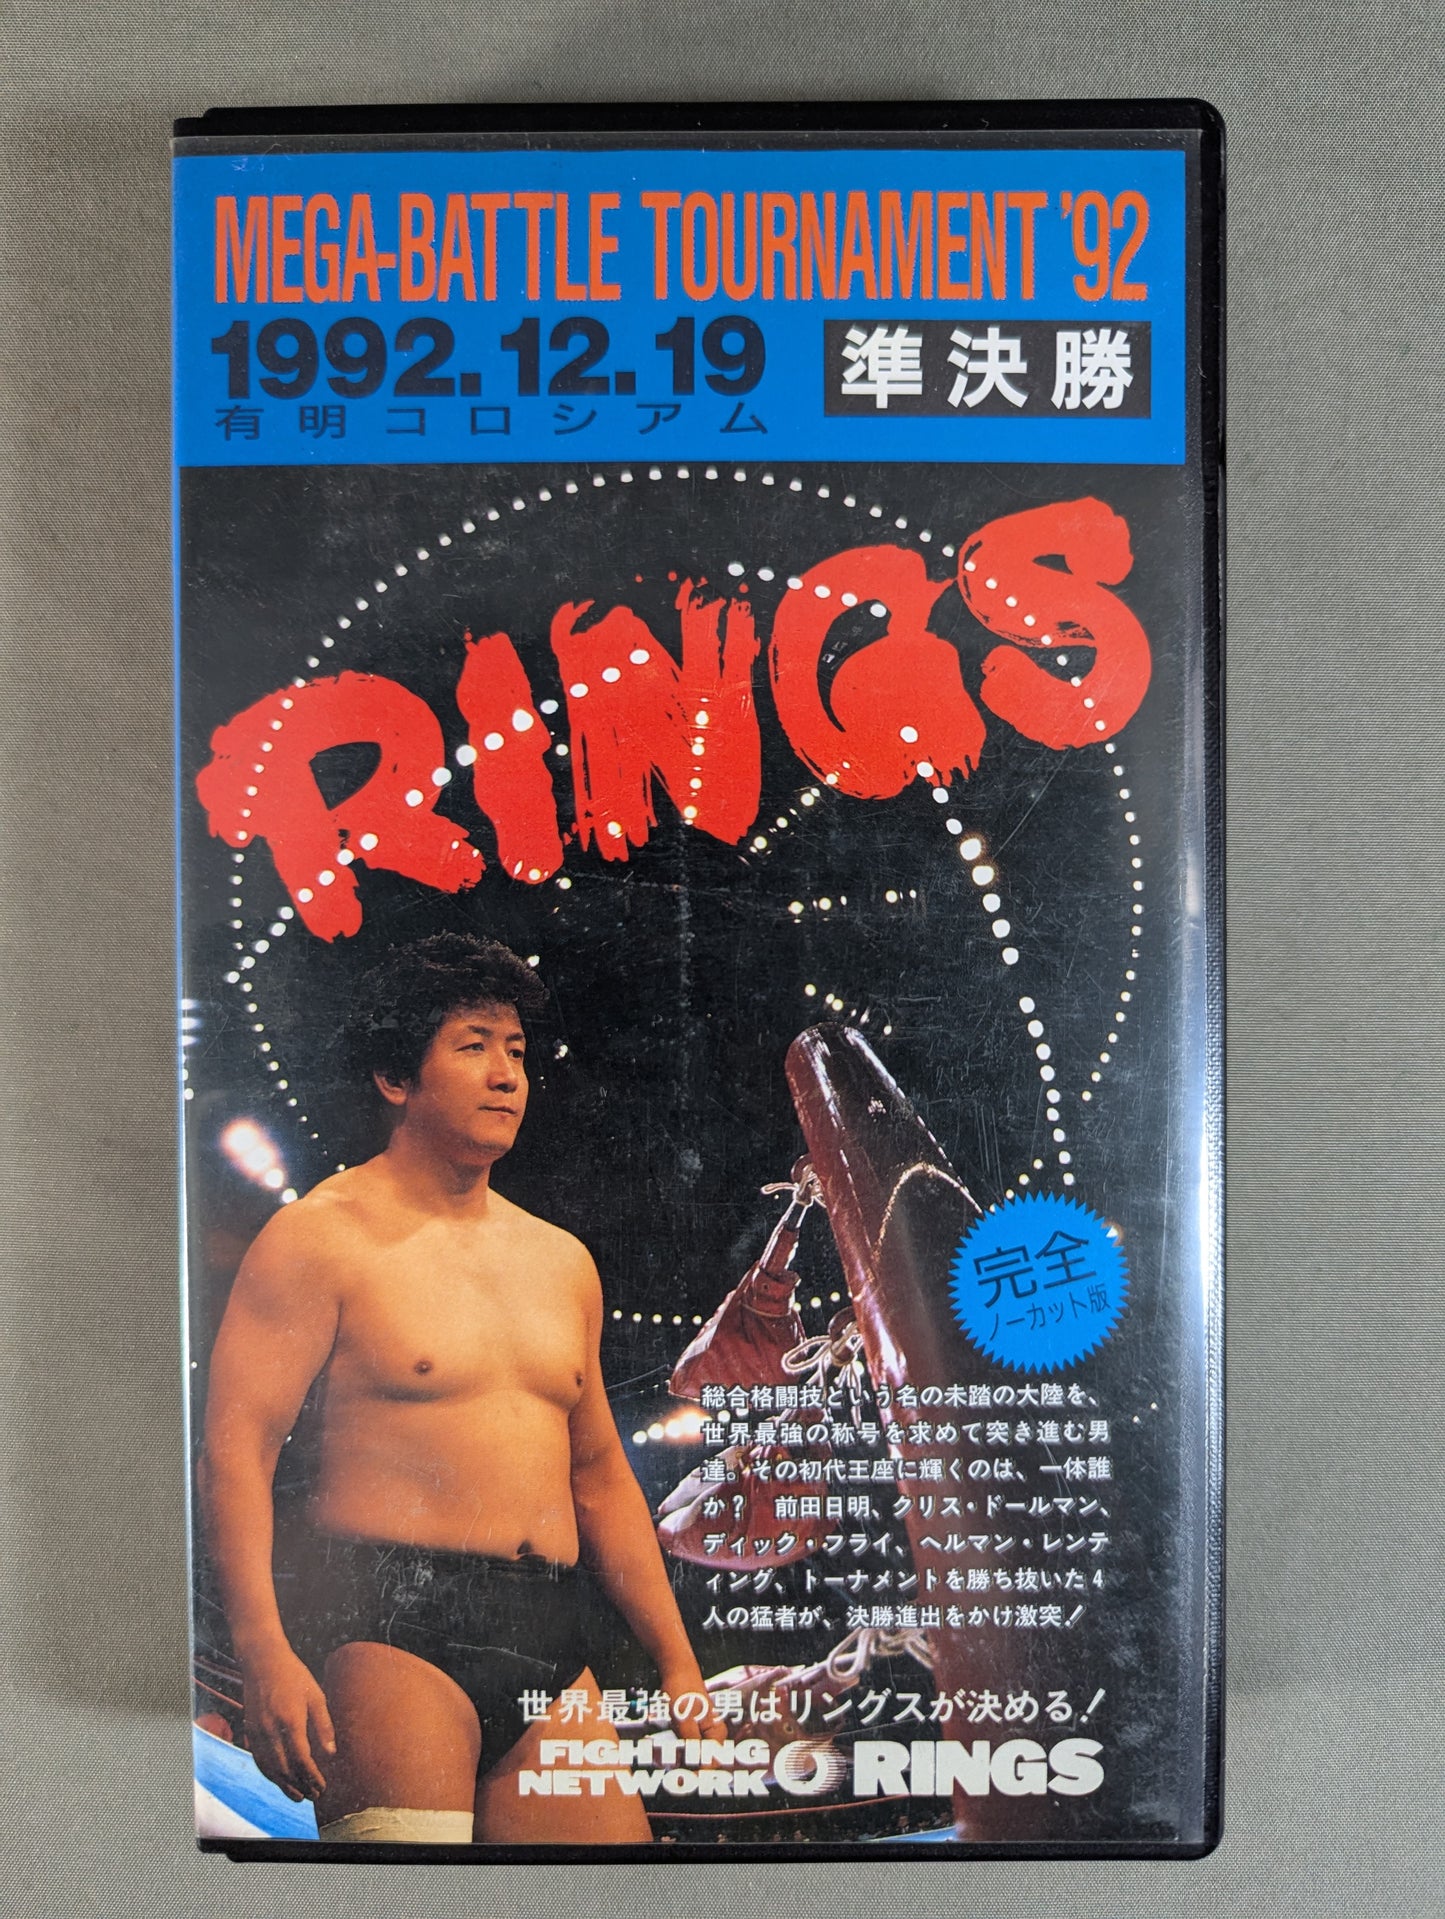 MEGA-BATTLE TOURNAMENT '92
1992.12.19
準決勝
有明コロシアム
RINGS
完全
ノーカット版
総合格闘技という名の未踏の大陸を、
世界最強の称号を求めて突き進む男
達。その初代王座に輝くのは、一体誰
か？　前田日明、クリス・ドールマン、
ディック・フライ、ヘルマン・レンテ
ィング、トーナメントを勝ち抜いた4
人の猛者が、決勝進出をかけ激突！
世界最強の男はリングスが決める！
FIGHTING
NETWORK
RINGS